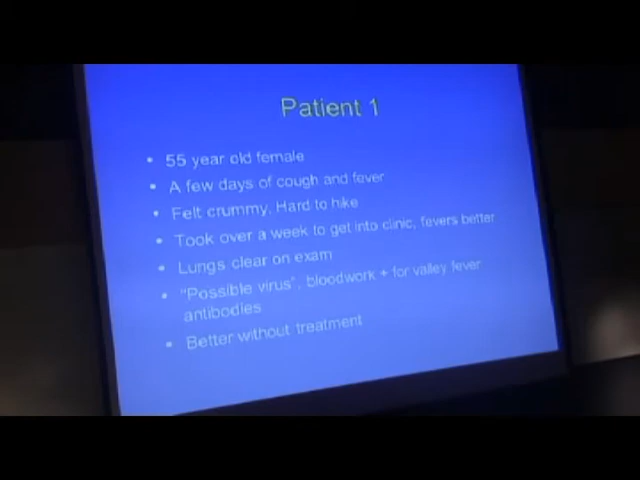 Patient 1
• 55 year old female
• A few days of cough and fever
• Felt crummy. Hard to hike
• Took over a week to get into clinic, fevers better
• Lungs clear on exam
• "Possible virus", bloodwork + for valley fever
antibodies
• Better without treatment